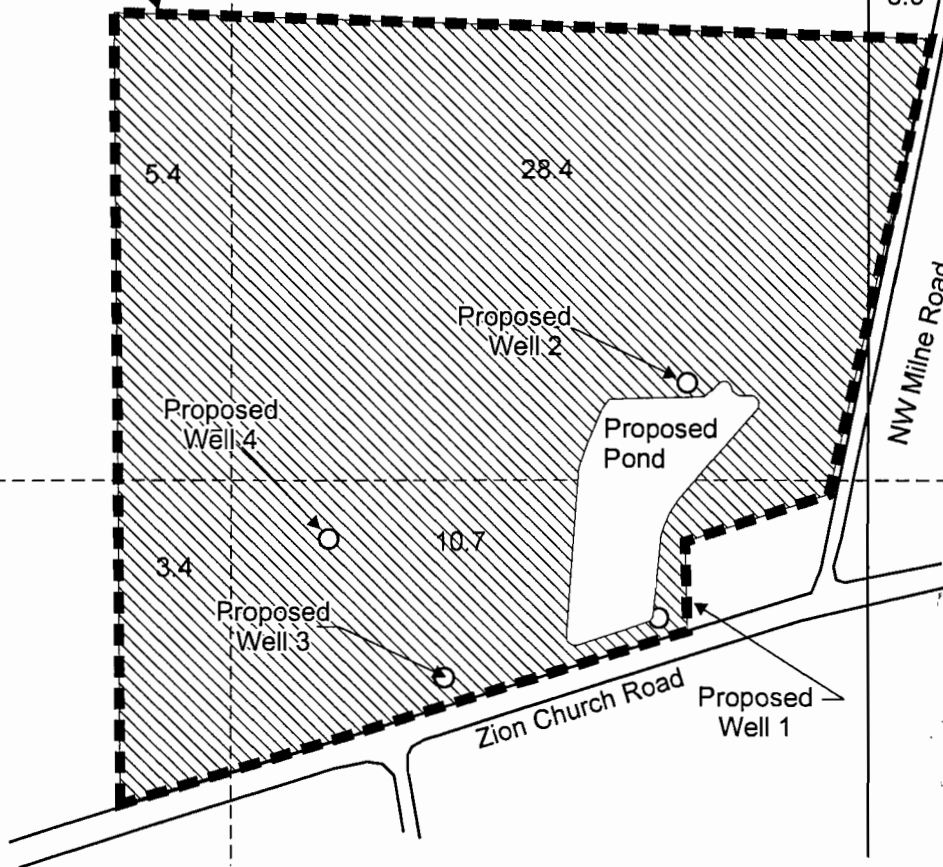 5.4
28.4
Proposed
Well 2
NW Milne Road
Proposed
Well 4
Proposed
Pond
10.7
3.4
Proposed
Well 3
Zion Church Road
Proposed
Well 1